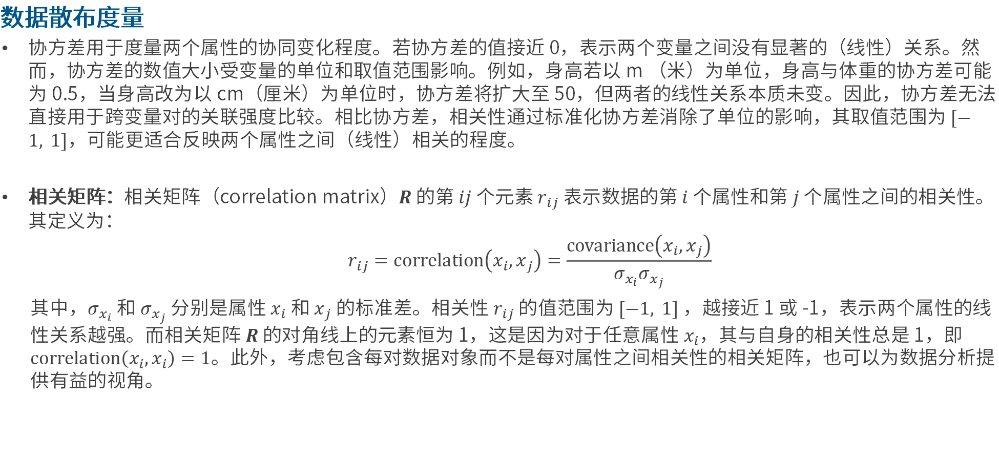 数据散布度量
• 协方差用于度量两个属性的协同变化程度。若协方差的值接近 0，表示两个变量之间没有显著的（线性）关系。然
而，协方差的数值大小受变量的单位和取值范围影响。例如，身高若以 m （米）为单位，身高与体重的协方差可能
为 0.5，当身高改为以 cm（厘米）为单位时，协方差将扩大至 50，但两者的线性关系本质未变。因此，协方差无法
直接用于跨变量对的关联强度比较。相比协方差，相关性通过标准化协方差消除了单位的影响，其取值范围为 [−
1, 1]，可能更适合反映两个属性之间（线性）相关的程度。
• 相关矩阵：相关矩阵（correlation matrix）R 的第 ij 个元素 r_{ij} 表示数据的第 i 个属性和第 j 个属性之间的相关性。
其定义为：
r_{ij} = correlation(x_i, x_j) = \frac{covariance(x_i, x_j)}{σ_{x_i} σ_{x_j}}
其中，σ_{x_i} 和 σ_{x_j} 分别是属性 x_i 和 x_j 的标准差。相关性 r_{ij} 的值范围为 [−1, 1] ，越接近 1 或 -1，表示两个属性的线
性关系越强。而相关矩阵 R 的对角线上的元素恒为 1，这是因为对于任意属性 x_i，其与自身的相关性总是 1，即
correlation(x_i, x_i) = 1。此外，考虑包含每对数据对象而不是每对属性之间相关性的相关矩阵，也可以为数据分析提
供有益的视角。